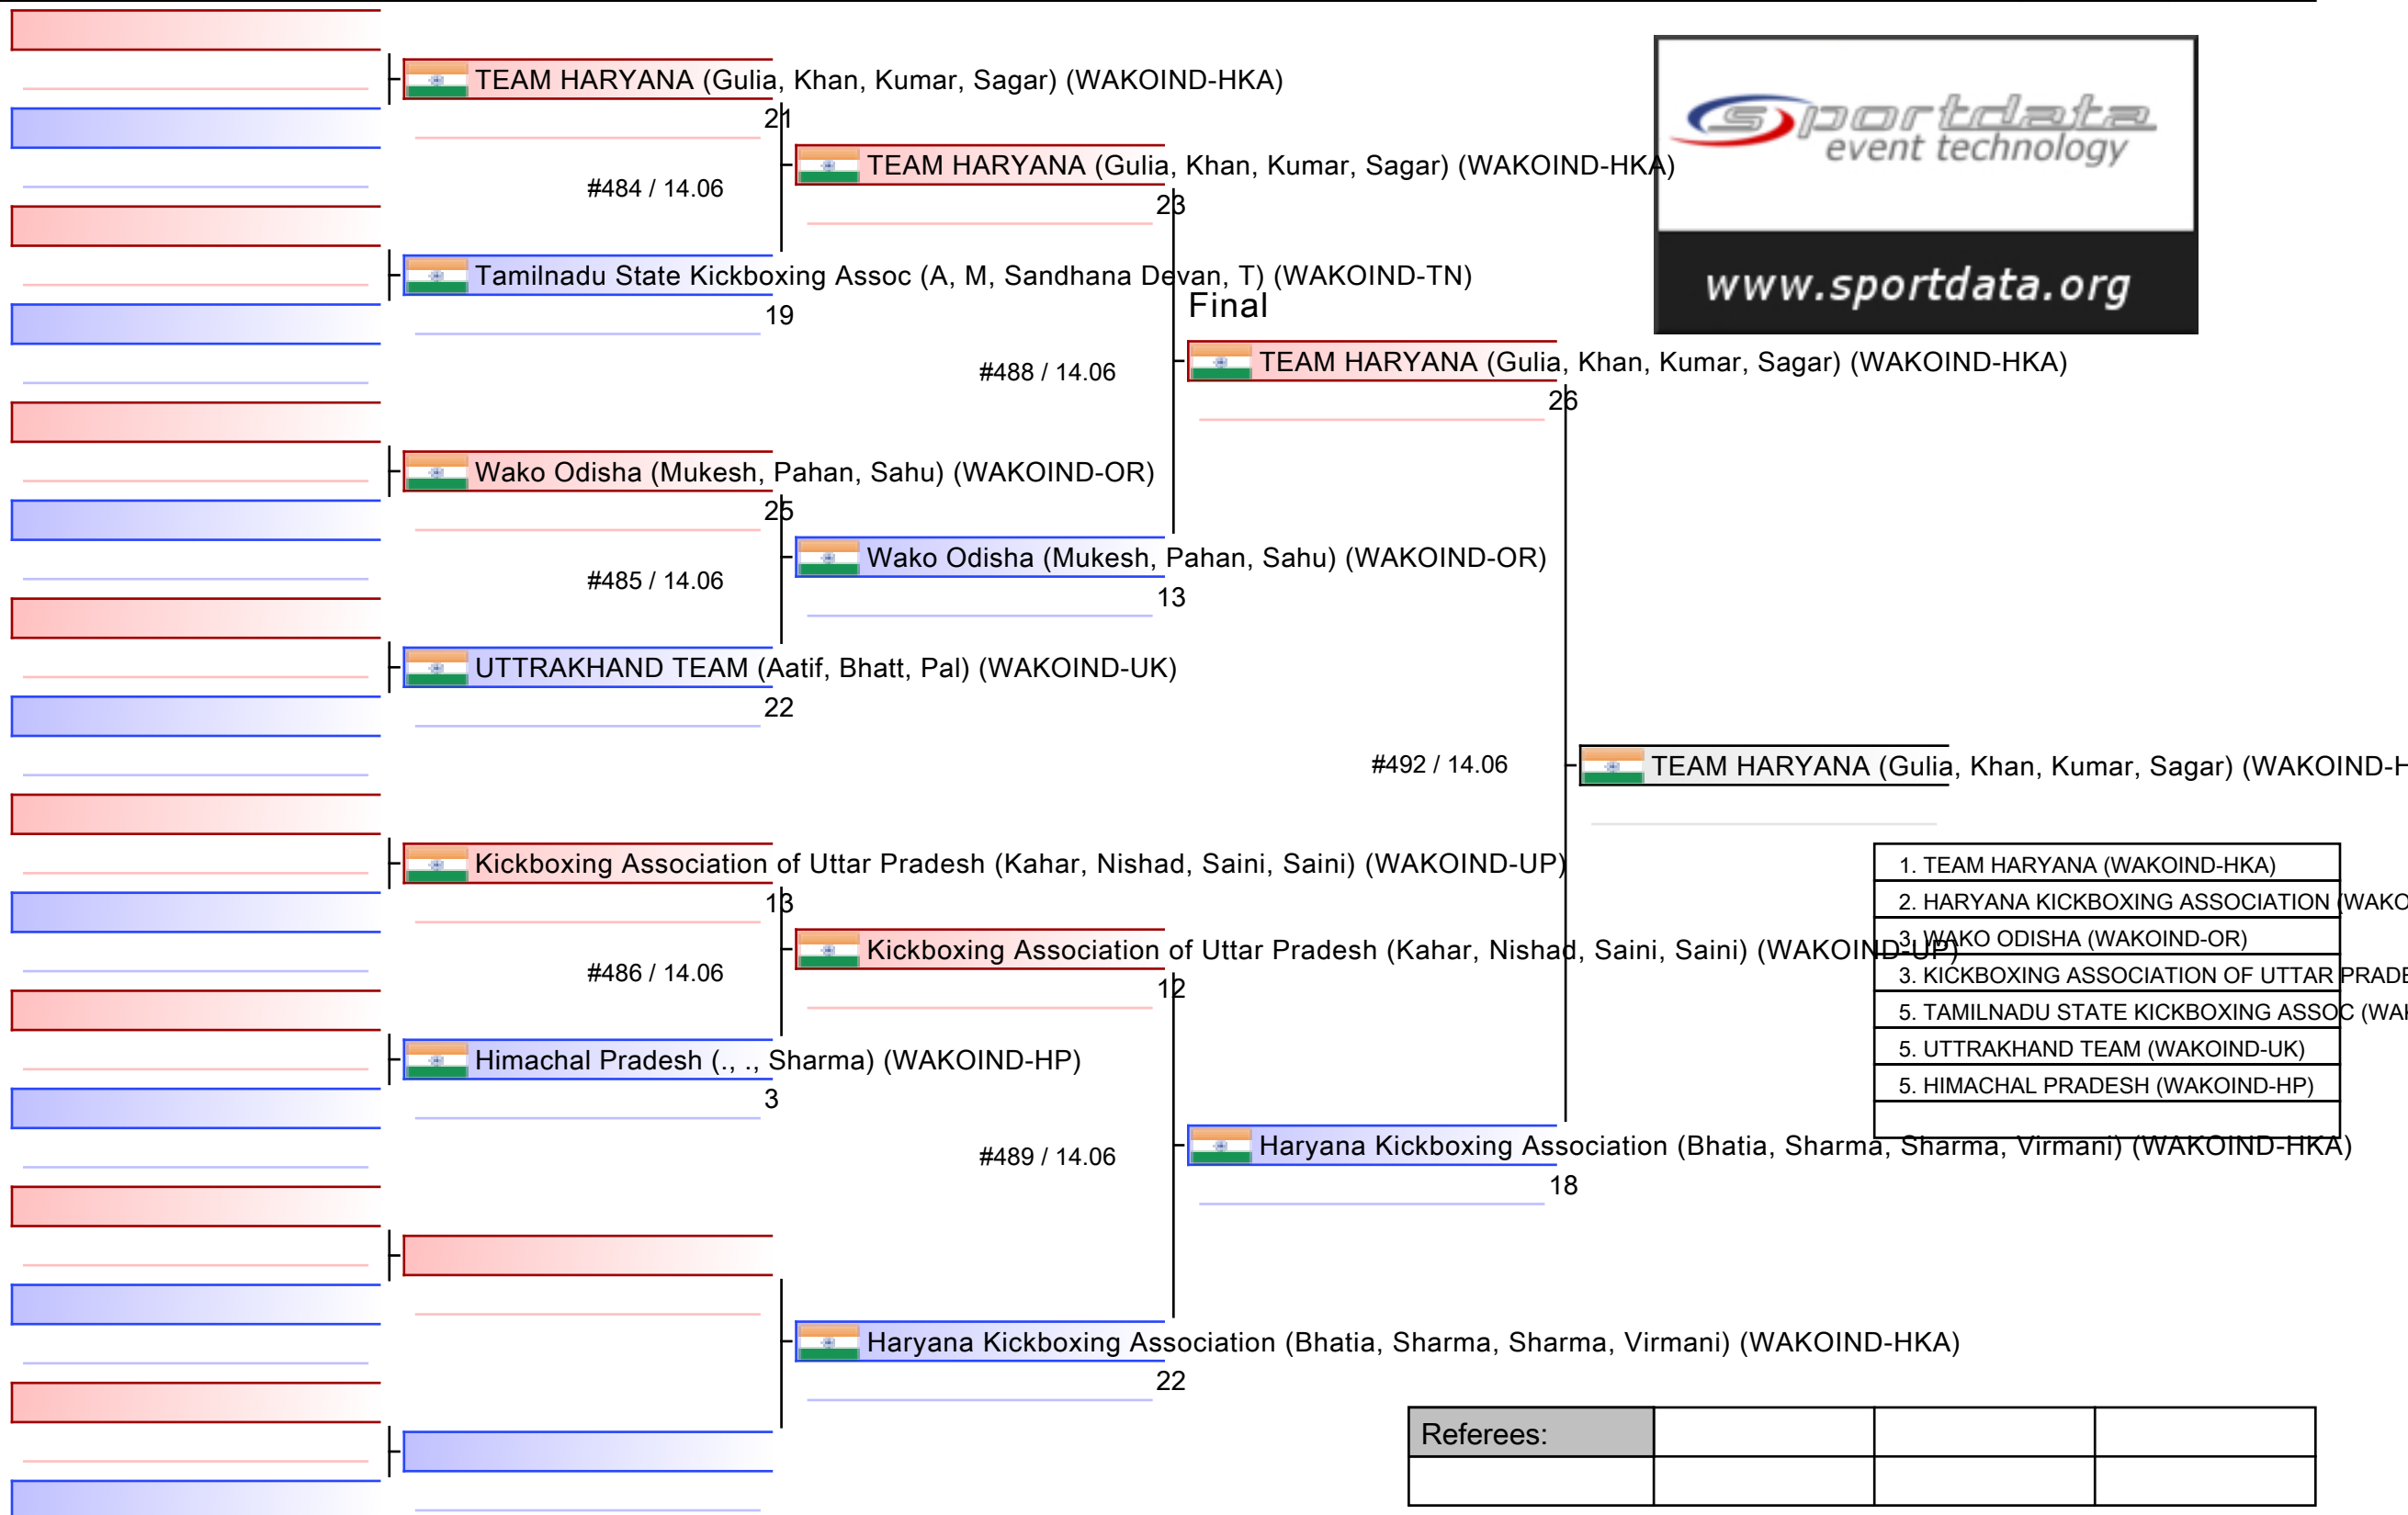 TEAM HARYANA (Gulia, Khan, Kumar, Sagar) (WAKOIND-HKA)
21
#484 / 14.06
Tamilnadu State Kickboxing Assoc (A, M, Sandhana Devan, T) (WAKOIND-TN)
19
Wako Odisha (Mukesh, Pahan, Sahu) (WAKOIND-OR)
25
#485 / 14.06
UTTRAKHAND TEAM (Aatif, Bhatt, Pal) (WAKOIND-UK)
22
Kickboxing Association of Uttar Pradesh (Kahar, Nishad, Saini, Saini) (WAKOIND-UP)
13
#486 / 14.06
Himachal Pradesh (., ., Sharma) (WAKOIND-HP)
3
TEAM HARYANA (Gulia, Khan, Kumar, Sagar) (WAKOIND-HKA)
23
#488 / 14.06
Wako Odisha (Mukesh, Pahan, Sahu) (WAKOIND-OR)
13
Kickboxing Association of Uttar Pradesh (Kahar, Nishad, Saini, Saini) (WAKOIND-UP)
12
#489 / 14.06
Haryana Kickboxing Association (Bhatia, Sharma, Sharma, Virmani) (WAKOIND-HKA)
22
Final
TEAM HARYANA (Gulia, Khan, Kumar, Sagar) (WAKOIND-HKA)
26
#492 / 14.06
Haryana Kickboxing Association (Bhatia, Sharma, Sharma, Virmani) (WAKOIND-HKA)
18
TEAM HARYANA (Gulia, Khan, Kumar, Sagar) (WAKOIND-H
sportdata
event technology
www.sportdata.org
1. TEAM HARYANA (WAKOIND-HKA)
2. HARYANA KICKBOXING ASSOCIATION (WAKO
3. WAKO ODISHA (WAKOIND-OR)
3. KICKBOXING ASSOCIATION OF UTTAR PRADE
5. TAMILNADU STATE KICKBOXING ASSOC (WAK
5. UTTRAKHAND TEAM (WAKOIND-UK)
5. HIMACHAL PRADESH (WAKOIND-HP)
Referees: